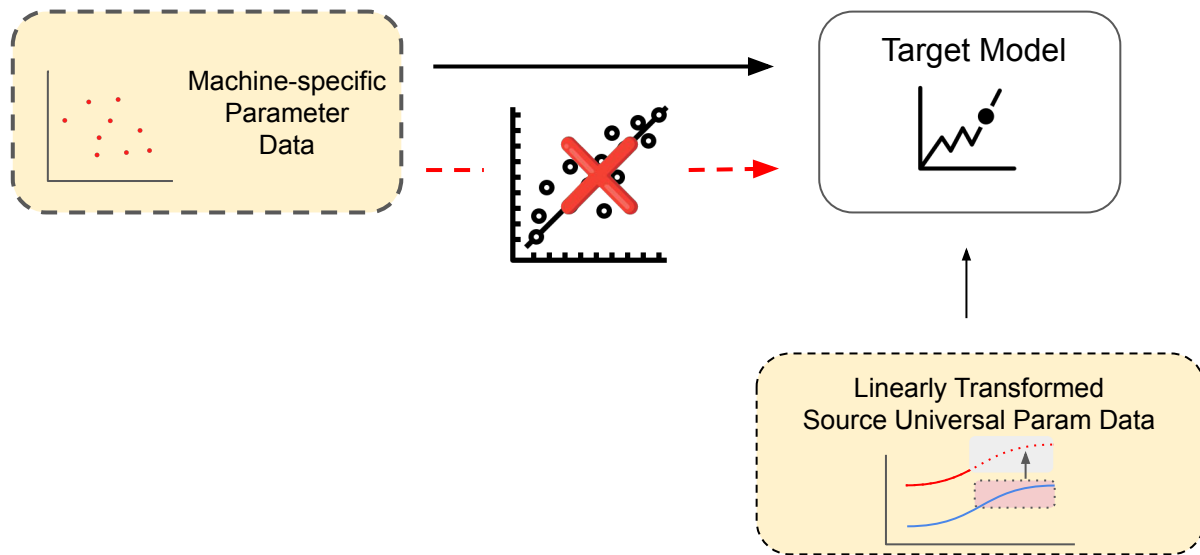 Machine-specific
Parameter
Data
Target Model
Linearly Transformed
Source Universal Param Data